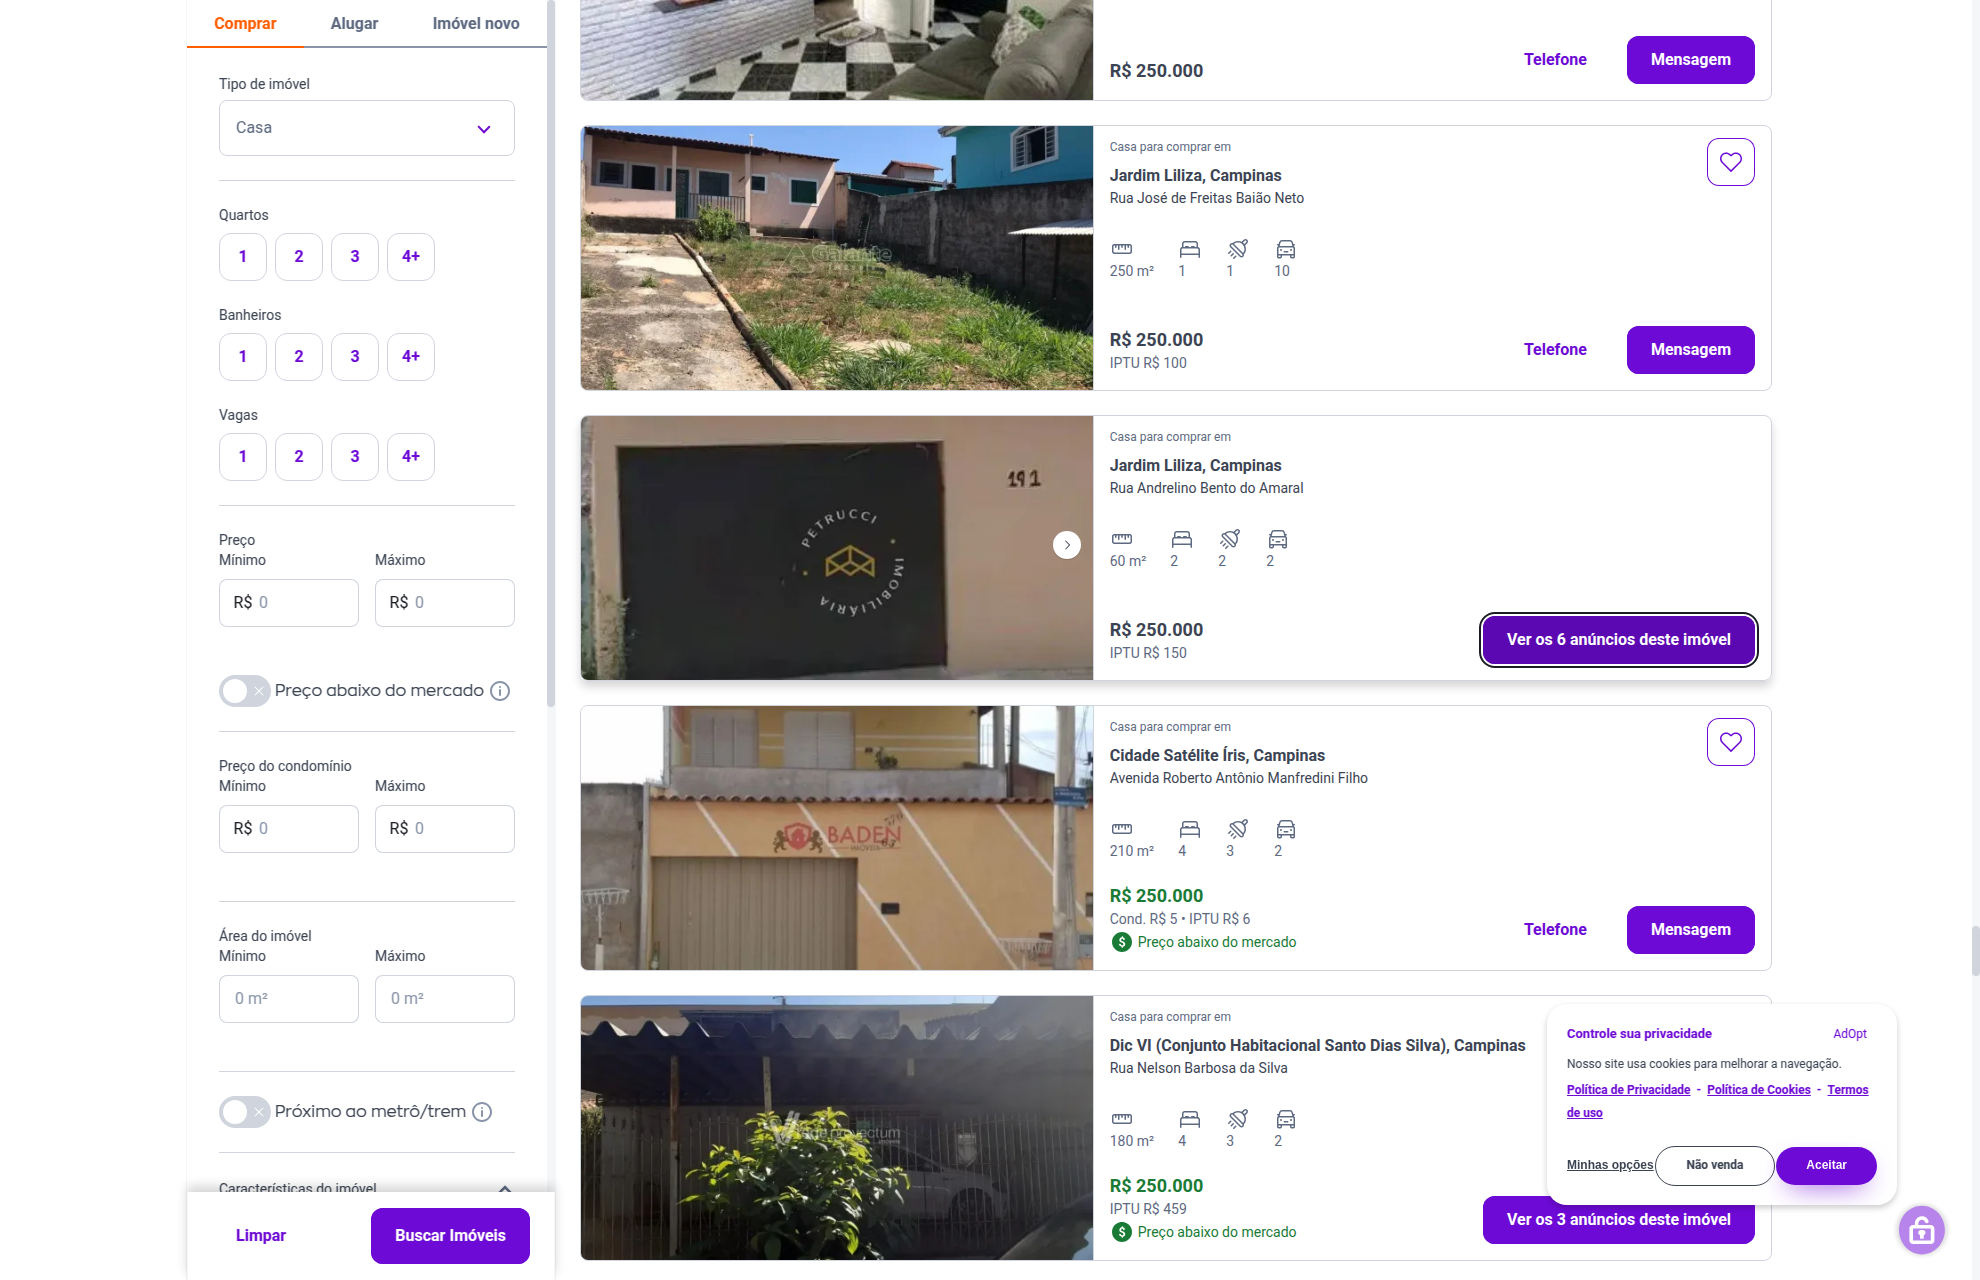 Comprar
Alugar
Imóvel novo
Tipo de imóvel
Casa
Quartos
1
2
3
4+
Banheiros
1
2
3
4+
Vagas
1
2
3
4+
Preço
Mínimo
Máximo
R$ 0
R$ 0
Preço abaixo do mercado
Preço do condomínio
Mínimo
Máximo
R$ 0
R$ 0
Área do imóvel
Mínimo
Máximo
0 m²
0 m²
Próximo ao metrô/trem
Características do imóvel
Limpar
Buscar Imóveis
R$ 250.000
Telefone
Mensagem
Galante
Casa para comprar em
Jardim Liliza, Campinas
Rua José de Freitas Baião Neto
250 m²
1
1
10
R$ 250.000
IPTU R$ 100
Telefone
Mensagem
191
PETRUCCI
IMOBILIÁRIA
Casa para comprar em
Jardim Liliza, Campinas
Rua Andrelino Bento do Amaral
60 m²
2
2
2
R$ 250.000
IPTU R$ 150
Ver os 6 anúncios deste imóvel
BADEN
IMÓVEIS
Casa para comprar em
Cidade Satélite Íris, Campinas
Avenida Roberto Antônio Manfredini Filho
210 m²
4
3
2
R$ 250.000
Cond. R$ 5 • IPTU R$ 6
Preço abaixo do mercado
Telefone
Mensagem
Casa para comprar em
Dic VI (Conjunto Habitacional Santo Dias Silva), Campinas
Rua Nelson Barbosa da Silva
180 m²
4
3
2
R$ 250.000
IPTU R$ 459
Preço abaixo do mercado
Ver os 3 anúncios deste imóvel
Controle sua privacidade
AdOpt
Nosso site usa cookies para melhorar a navegação.
Política de Privacidade - Política de Cookies - Termos
de uso
Minhas opções
Não venda
Aceitar